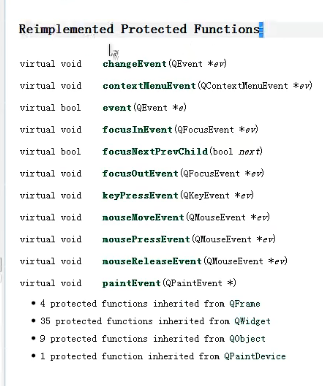 Reimplemented Protected Functions
virtual void changeEvent(QEvent *ev)
virtual void contextMenuEvent(QContextMenuEvent *ev)
virtual bool event(QEvent *e)
virtual void focusInEvent(QFocusEvent *ev)
virtual bool focusNextPrevChild(bool next)
virtual void focusOutEvent(QFocusEvent *ev)
virtual void keyPressEvent(QKeyEvent *ev)
virtual void mouseMoveEvent(QMouseEvent *ev)
virtual void mousePressEvent(QMouseEvent *ev)
virtual void mouseReleaseEvent(QMouseEvent *ev)
virtual void paintEvent(QPaintEvent *)
• 4 protected functions inherited from QFrame
• 35 protected functions inherited from QWidget
• 9 protected functions inherited from QObject
• 1 protected functions inherited from QPaintDevice